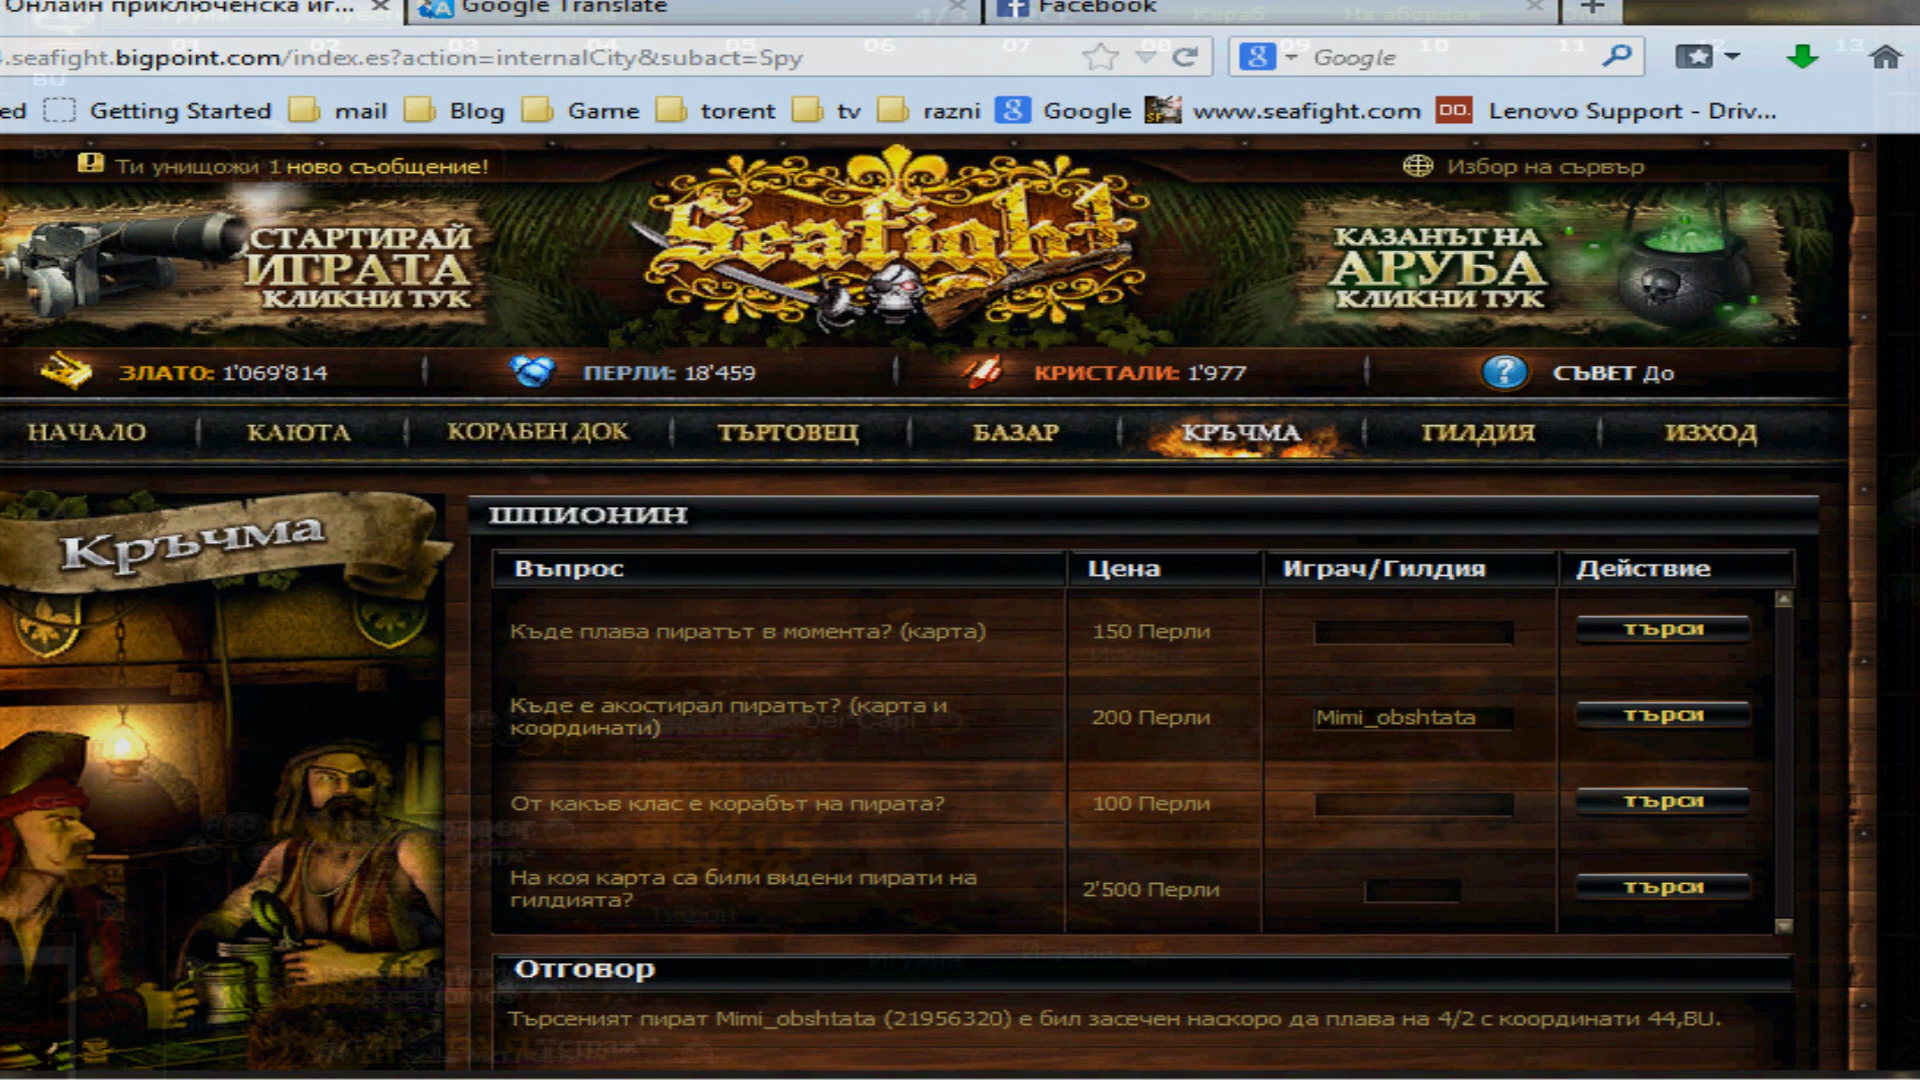 Онлайн приключенска иг...
Google Translate
Facebook
.seafight.bigpoint.com/index.es?action=internalCity&subact=Spy
Google
Getting Started
mail
Blog
Game
torent
tv
razni
Google
www.seafight.com
Lenovo Support - Driv...
Ти унищожи 1 ново съобщение!
Избор на сървър
СТАРТИРАЙ
ИГРАТА
КЛИКНИ ТУК
Seafight
КАЗАНЪТ НА
АРУБА
КЛИКНИ ТУК
ЗЛАТО: 1'069'814
ПЕРЛИ: 18'459
КРИСТАЛИ: 1'977
СЪВЕТ До
НАЧАЛО
КАЮТА
КОРАБЕН ДОК
ТЪРГОВЕЦ
БАЗАР
КРЪЧМА
ГИЛДИЯ
ИЗХОД
Кръчма
ШПИОНИН
Въпрос
Цена
Играч/Гилдия
Действие
Къде плава пиратът в момента? (карта)
150 Перли
ТЪРСИ
Къде е акостирал пиратът? (карта и
координати)
200 Перли
Mimi_obshtata
ТЪРСИ
От какъв клас е корабът на пирата?
100 Перли
ТЪРСИ
На коя карта са били видени пирати на
гилдията?
2'500 Перли
ТЪРСИ
Отговор
Търсеният пират Mimi_obshtata (21956320) е бил засечен наскоро да плава на 4/2 с координати 44,BU.